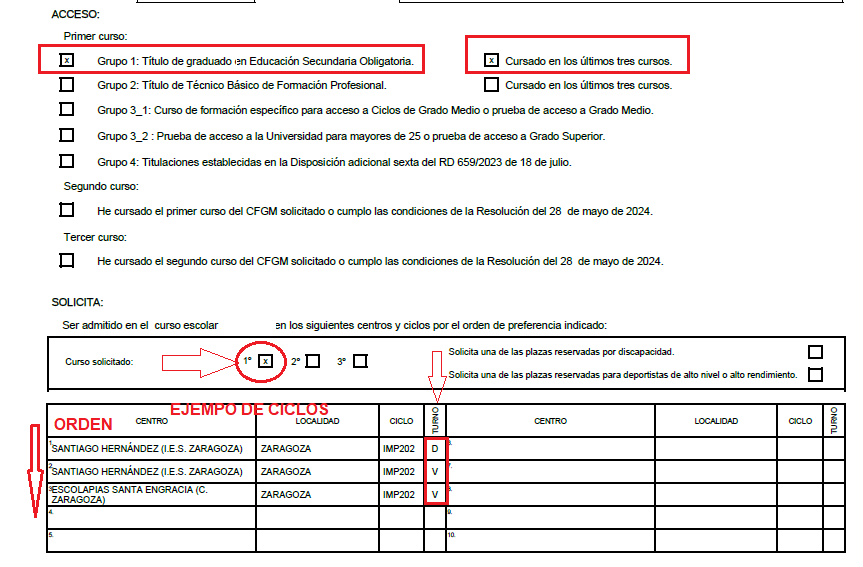 ACCESO:
Primer curso:
x Grupo 1: Título de graduado en Educación Secundaria Obligatoria. x Cursado en los últimos tres cursos.
Grupo 2: Título de Técnico Básico de Formación Profesional. Cursado en los últimos tres cursos.
Grupo 3_1: Curso de formación específico para acceso a Ciclos de Grado Medio o prueba de acceso a Grado Medio.
Grupo 3_2 : Prueba de acceso a la Universidad para mayores de 25 o prueba de acceso a Grado Superior.
Grupo 4: Titulaciones establecidas en la Disposición adicional sexta del RD 659/2023 de 18 de julio.
Segundo curso:
He cursado el primer curso del CFGM solicitado o cumplo las condiciones de la Resolución del 28 de mayo de 2024.
Tercer curso:
He cursado el segundo curso del CFGM solicitado o cumplo las condiciones de la Resolución del 28 de mayo de 2024.
SOLICITA:
Ser admitido en el curso escolar en los siguientes centros y ciclos por el orden de preferencia indicado:
Curso solicitado: 1º x 2º 3º
Solicita una de las plazas reservadas por discapacidad.
Solicita una de las plazas reservadas para deportistas de alto nivel o alto rendimiento.
EJEMPO DE CICLOS
ORDEN
CENTRO LOCALIDAD CICLO TURNO CENTRO LOCALIDAD CICLO TURNO
1. SANTIAGO HERNÁNDEZ (I.E.S. ZARAGOZA) ZARAGOZA IMP202 D 6.
2. SANTIAGO HERNÁNDEZ (I.E.S. ZARAGOZA) ZARAGOZA IMP202 V 7.
3. ESCOLAPIAS SANTA ENGRACIA (C.
ZARAGOZA) ZARAGOZA IMP202 V 8.
4. 9.
5. 10.